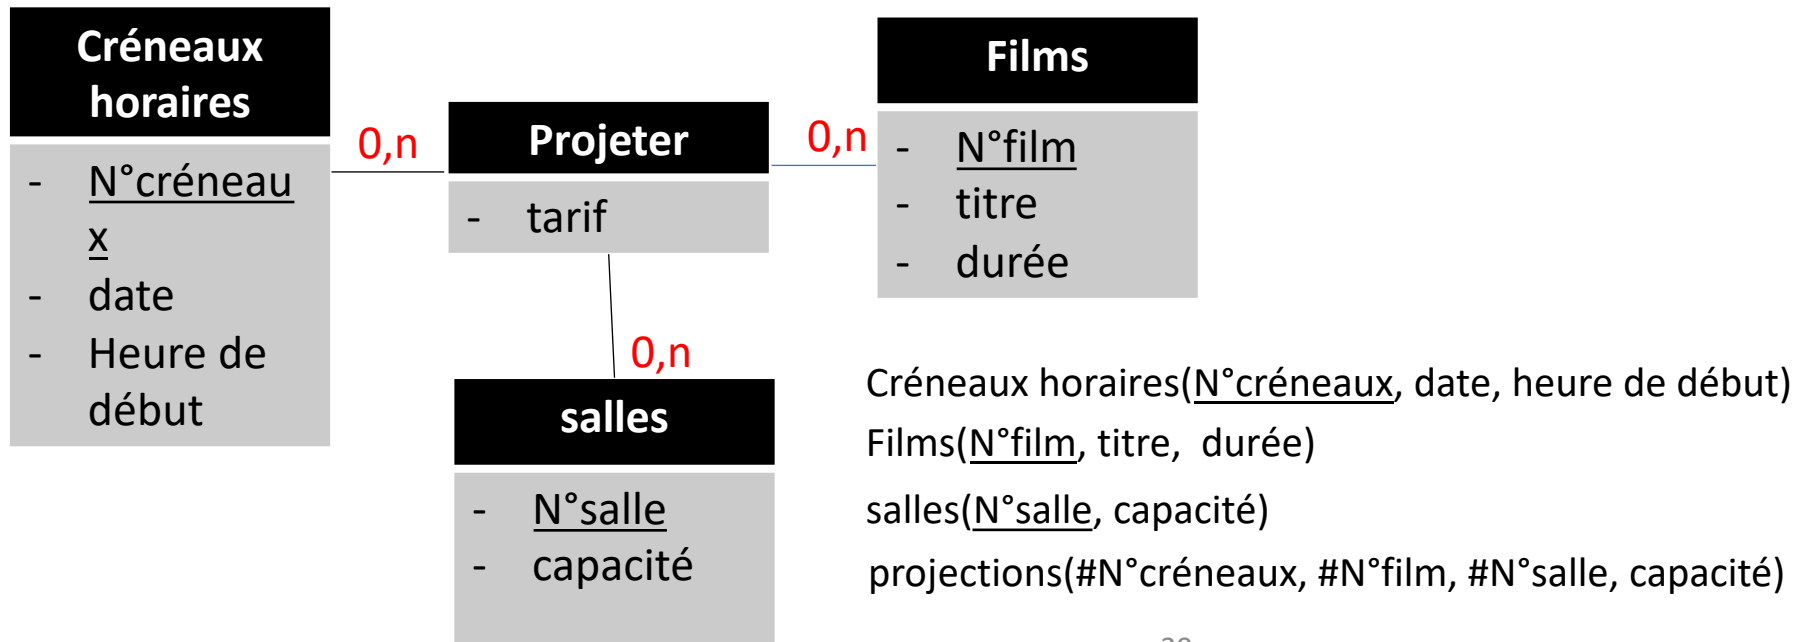 Créneaux
horaires
- N°créneau
x
- date
- Heure de
début
0,n
Projeter
- tarif
0,n
Films
- N°film
- titre
- durée
0,n
salles
- N°salle
- capacité
Créneaux horaires(N°créneaux, date, heure de début)
Films(N°film, titre, durée)
salles(N°salle, capacité)
projections(#N°créneaux, #N°film, #N°salle, capacité)